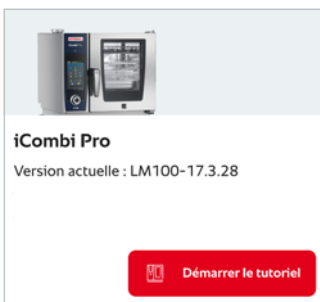 iCombi Pro
Version actuelle : LM100-17.3.28
Démarrer le tutoriel